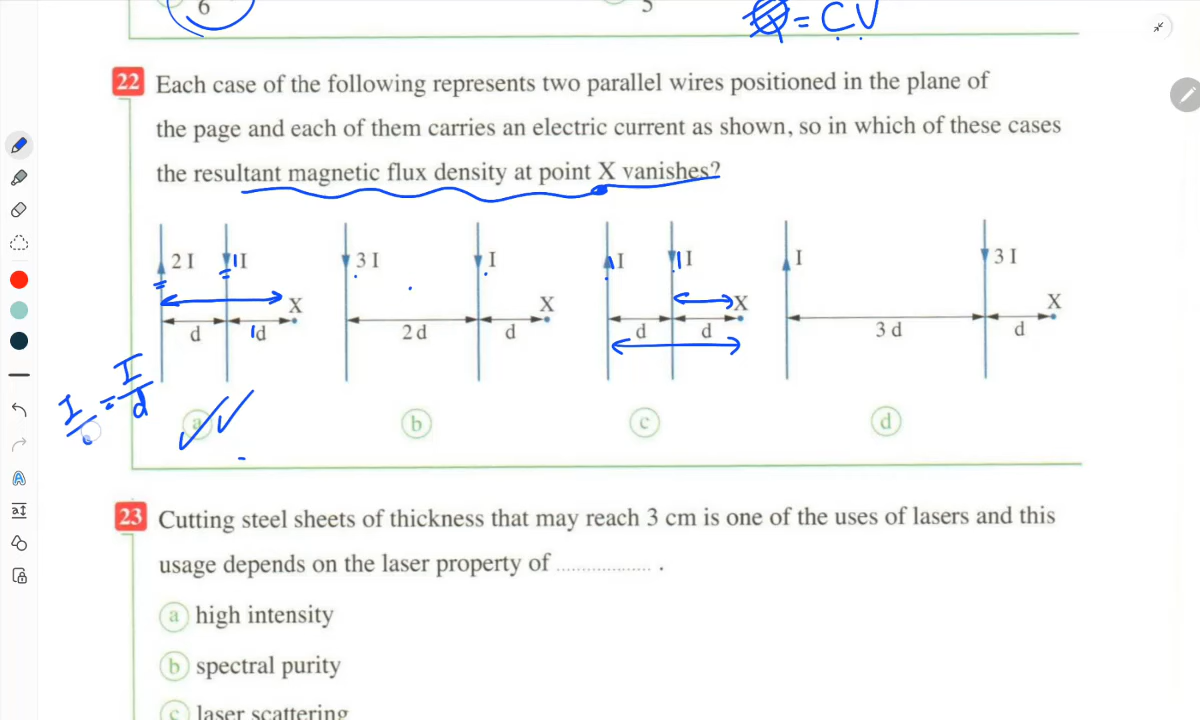 6
5
Φ = CV
22 Each case of the following represents two parallel wires positioned in the plane of
the page and each of them carries an electric current as shown, so in which of these cases
the resultant magnetic flux density at point X vanishes?
2 I 1I 3 I I I 1I I 3 I
X X X X
d 1d 2 d d d d 3 d d
I/d = I/d
a b c d
23 Cutting steel sheets of thickness that may reach 3 cm is one of the uses of lasers and this
usage depends on the laser property of .................... .
a high intensity
b spectral purity
c laser scattering